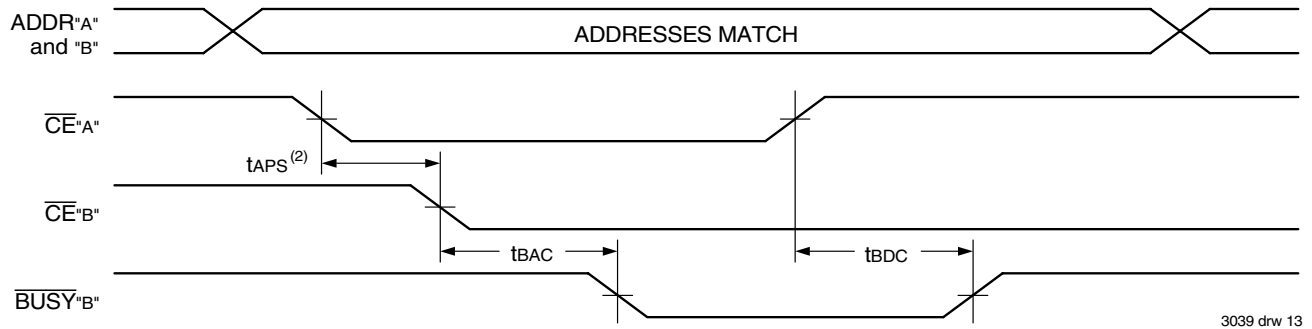 ADDR"A"
and "B"
ADDRESSES MATCH
CE"A"
tAPS(2)
CE"B"
tBAC
tBDC
BUSY"B"
3039 drw 13